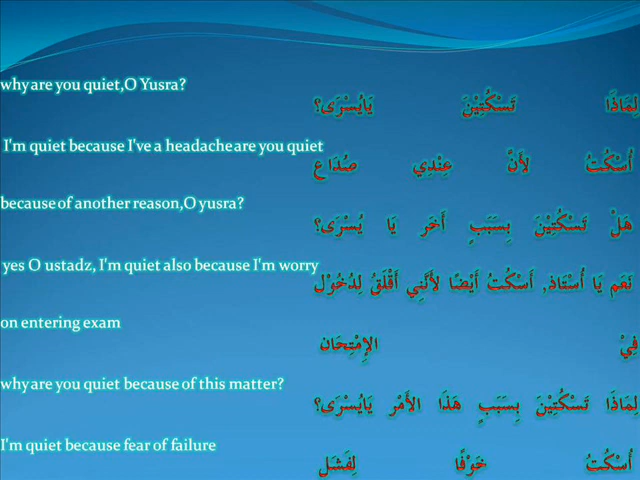 why are you quiet,O Yusra?
لِمَاذَا تَسْكُتِيْنَ يَايُسْرَى؟
I'm quiet because I've a headache are you quiet
أُسْكُتُ لأَنَّ عِنْدِي صُدَاع
because of another reason,O yusra?
هَلْ تَسْكُتِيْنَ بِسَبَبٍ أَخَر يَا يُسْرَى؟
yes O ustadz, I'm quiet also because I'm worry
نَعَم يَا أُسْتَاذ, أَسْكُتُ أَيْضًا لأَنَّنِي أَقْلَقُ لِدُخُوْل
on entering exam
فِيْ الإِمْتِحَان
why are you quiet because of this matter?
لِمَاذَا تَسْكُتِيْنَ بِسَبَبٍ هَذَا الأَمْر يَايُسْرَى؟
I'm quiet because fear of failure
أُسْكُتُ خَوْفًا لِفَشَل